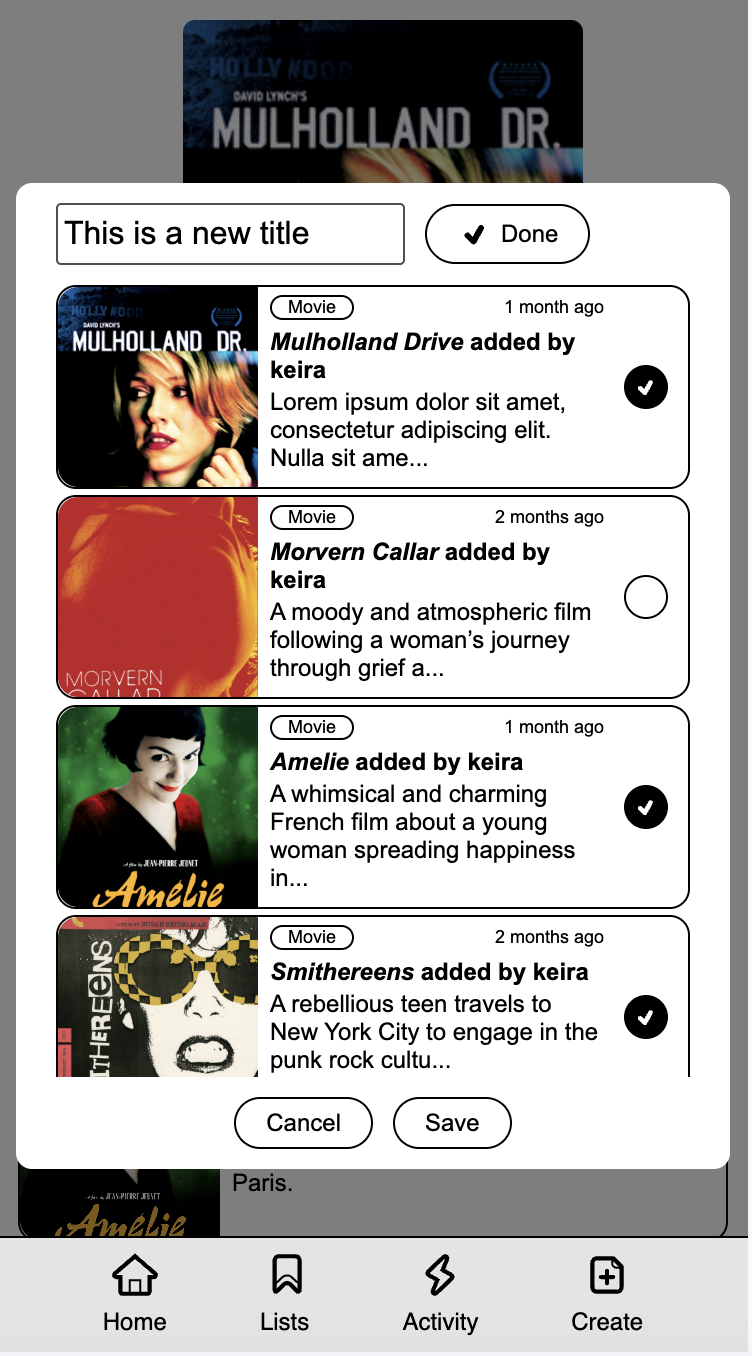 HOLLYWOOD
DAVID LYNCH'S
MULHOLLAND DR.
This is a new title
Done
HOLLYWOOD
DAVID LYNCH'S
MULHOLLAND DR.
Movie
1 month ago
Mulholland Drive added by
keira
Lorem ipsum dolor sit amet,
consectetur adipiscing elit.
Nulla sit ame...
MORVERN
CALLAR
Movie
2 months ago
Morvern Callar added by
keira
A moody and atmospheric film
following a woman’s journey
through grief a...
A film by JEAN-PIERRE JEUNET
Amélie
Movie
1 month ago
Amelie added by keira
A whimsical and charming
French film about a young
woman spreading happiness
in...
A FILM BY SUSAN SEIDELMAN
ITHEREENS
Movie
2 months ago
Smithereens added by keira
A rebellious teen travels to
New York City to engage in the
punk rock cultu...
Cancel
Save
A film by JEAN-PIERRE JEUNET
Amélie
Paris.
Home
Lists
Activity
Create